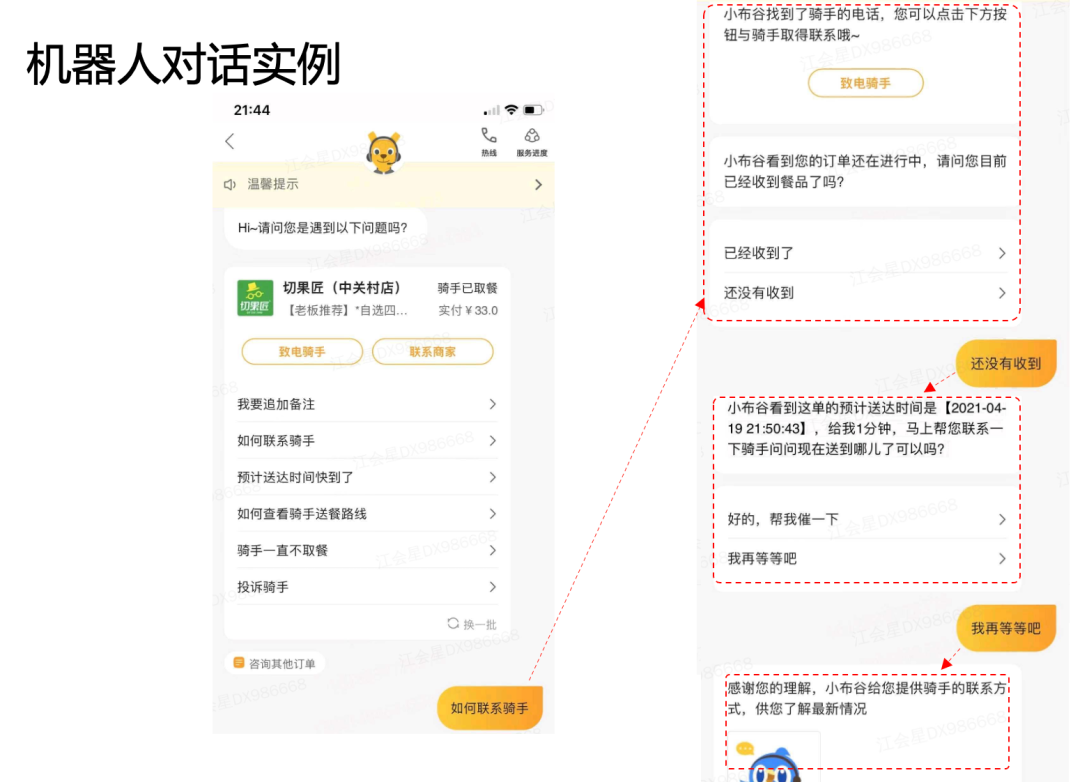 机器人对话实例
21:44
热线
服务进度
温馨提示
Hi~请问您是遇到以下问题吗?
切果匠（中关村店）
骑手已取餐
切果匠
【老板推荐】*自选四...
实付￥33.0
致电骑手
联系商家
我要追加备注
如何联系骑手
预计送达时间快到了
如何查看骑手送餐路线
骑手一直不取餐
投诉骑手
换一批
咨询其他订单
如何联系骑手
小布谷找到了骑手的电话，您可以点击下方按
钮与骑手取得联系哦~
致电骑手
小布谷看到您的订单还在进行中，请问您目前
已经收到餐品了吗?
已经收到了
还没有收到
还没有收到
小布谷看到这单的预计送达时间是【2021-04-
19 21:50:43】，给我1分钟，马上帮您联系一
下骑手问问现在送到哪儿了可以吗?
好的，帮我催一下
我再等等吧
我再等等吧
感谢您的理解，小布谷给您提供骑手的联系方
式，供您了解最新情况
江会星DX986668